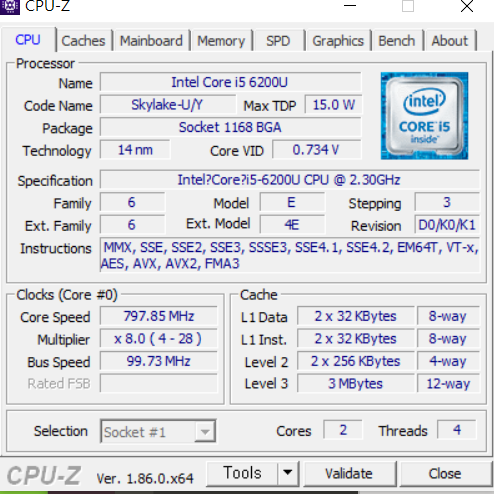 CPU-Z
CPU Caches Mainboard Memory SPD Graphics Bench About
Processor
Name Intel Core i5 6200U
Code Name Skylake-U/Y Max TDP 15.0 W
Package Socket 1168 BGA
Technology 14 nm Core VID 0.734 V
intel
CORE i5
inside
Specification Intel?Core?i5-6200U CPU @ 2.30GHz
Family 6 Model E Stepping 3
Ext. Family 6 Ext. Model 4E Revision D0/K0/K1
Instructions MMX, SSE, SSE2, SSE3, SSSE3, SSE4.1, SSE4.2, EM64T, VT-x,
AES, AVX, AVX2, FMA3
Clocks (Core #0)
Core Speed 797.85 MHz
Multiplier x 8.0 ( 4 - 28 )
Bus Speed 99.73 MHz
Rated FSB
Cache
L1 Data 2 x 32 KBytes 8-way
L1 Inst. 2 x 32 KBytes 8-way
Level 2 2 x 256 KBytes 4-way
Level 3 3 MBytes 12-way
Selection Socket #1 Cores 2 Threads 4
CPU-Z Ver. 1.86.0.x64 Tools Validate Close